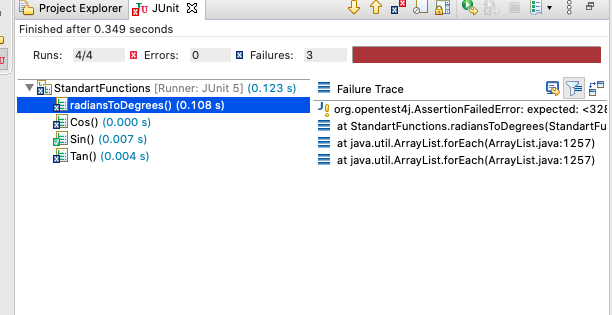 Project Explorer JUnit
Finished after 0.349 seconds
Runs: 4/4 Errors: 0 Failures: 3
StandartFunctions [Runner: JUnit 5] (0.123 s)
radiansToDegrees() (0.108 s)
Cos() (0.000 s)
Sin() (0.007 s)
Tan() (0.004 s)
Failure Trace
org.opentest4j.AssertionFailedError: expected: <328
at StandartFunctions.radiansToDegrees(StandartFu
at java.util.ArrayList.forEach(ArrayList.java:1257)
at java.util.ArrayList.forEach(ArrayList.java:1257)